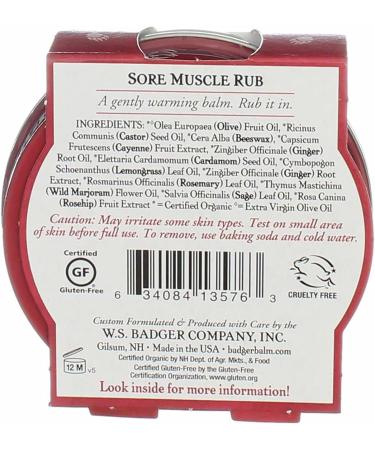 SORE MUSCLE RUB
A gently warming balm. Rub it in.
INGREDIENTS: *°Olea Europaea (Olive) Fruit Oil, *Ricinus
Communis (Castor) Seed Oil, *Cera Alba (Beeswax), *Capsicum
Frutescens (Cayenne) Fruit Extract, *Zingiber Officinale (Ginger)
Root Oil, *Elettaria Cardamomum (Cardamom) Seed Oil, *Cymbopogon
Schoenanthus (Lemongrass) Leaf Oil, *Zingiber Officinale (Ginger) Root
Extract, *Rosmarinus Officinalis (Rosemary) Leaf Oil, *Thymus Mastichina
(Wild Marjoram) Flower Oil, *Salvia Officinalis (Sage) Leaf Oil, *Rosa Canina
(Rosehip) Fruit Extract * = Certified Organic °= Extra Virgin Olive Oil
Caution: May irritate some skin types. Test on small area
of skin before full use. To remove, use baking soda and cold water.
Certified
GF
Gluten-Free
6 34084 13576 3
CRUELTY FREE
Custom Formulated & Produced with Care by the
W.S. BADGER COMPANY, INC.
Gilsum, NH • Made in the USA • badgerbalm.com
Certified Organic by NH Dept. of Agr. Mkts., & Food
Certified Gluten-Free by the Gluten-Free
Certification Organization, www.gluten.org
12 M v5
Look inside for more information!